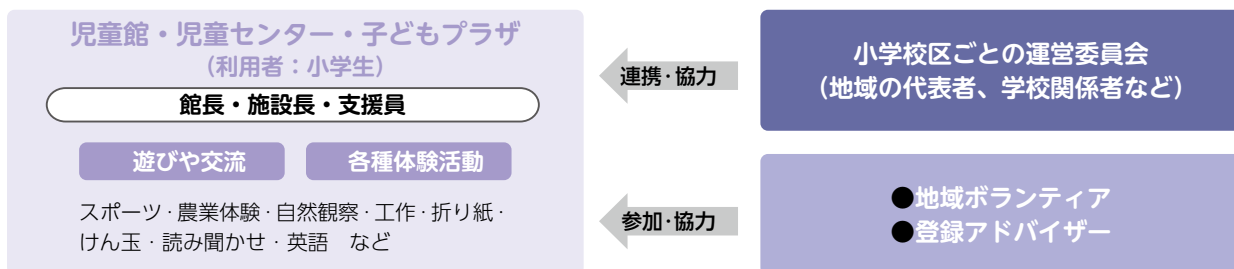 児童館・児童センター・子どもプラザ
（利用者：小学生）
館長・施設長・支援員
遊びや交流
各種体験活動
スポーツ・農業体験・自然観察・工作・折り紙・
けん玉・読み聞かせ・英語　など
連携・協力
小学校区ごとの運営委員会
（地域の代表者、学校関係者など）
参加・協力
●地域ボランティア
●登録アドバイザー